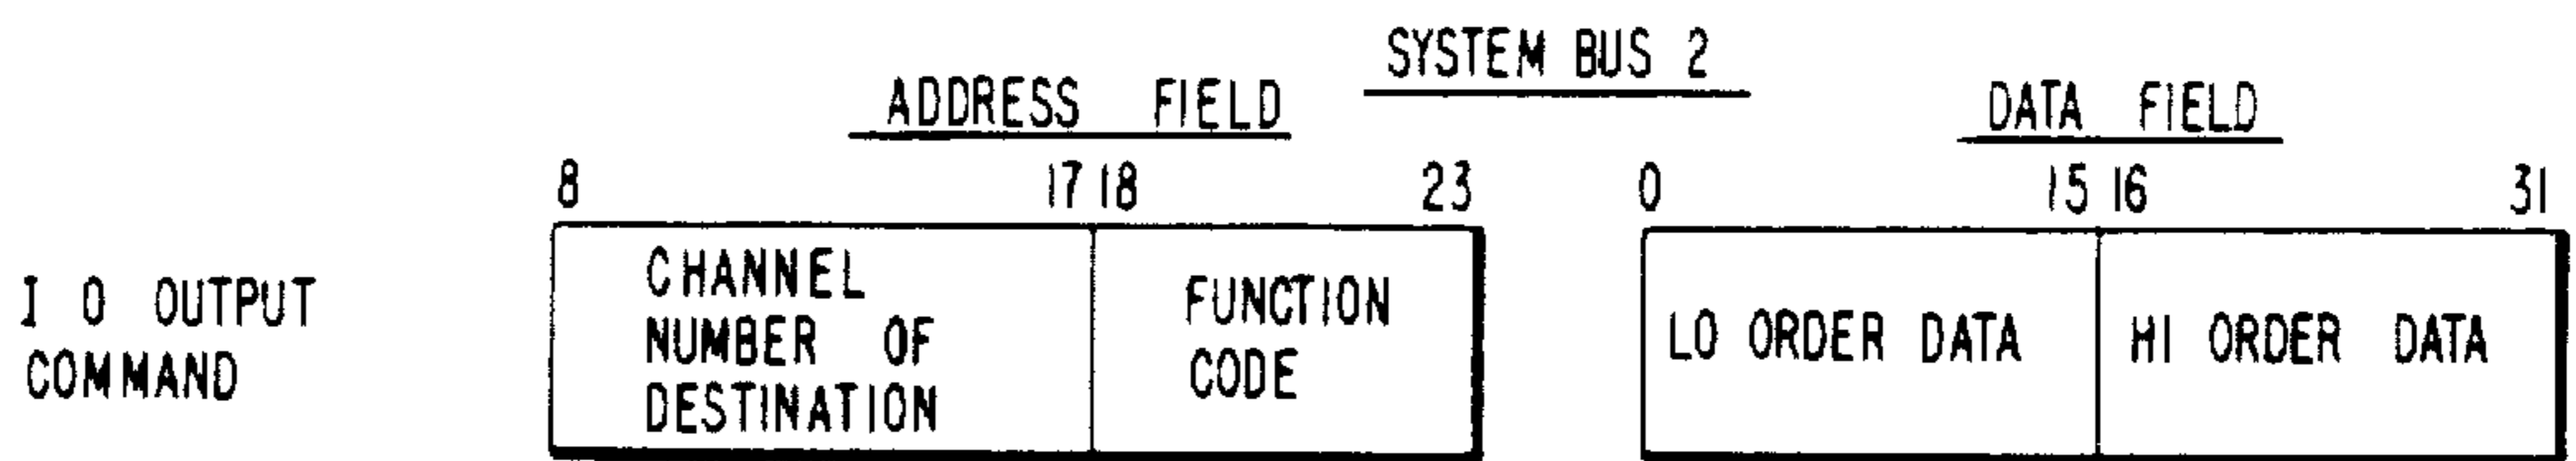 SYSTEM BUS 2
ADDRESS FIELD
DATA FIELD
8 17 18 23 0 15 16 31
I O OUTPUT
COMMAND
CHANNEL
NUMBER OF
DESTINATION
FUNCTION
CODE
LO ORDER DATA
HI ORDER DATA